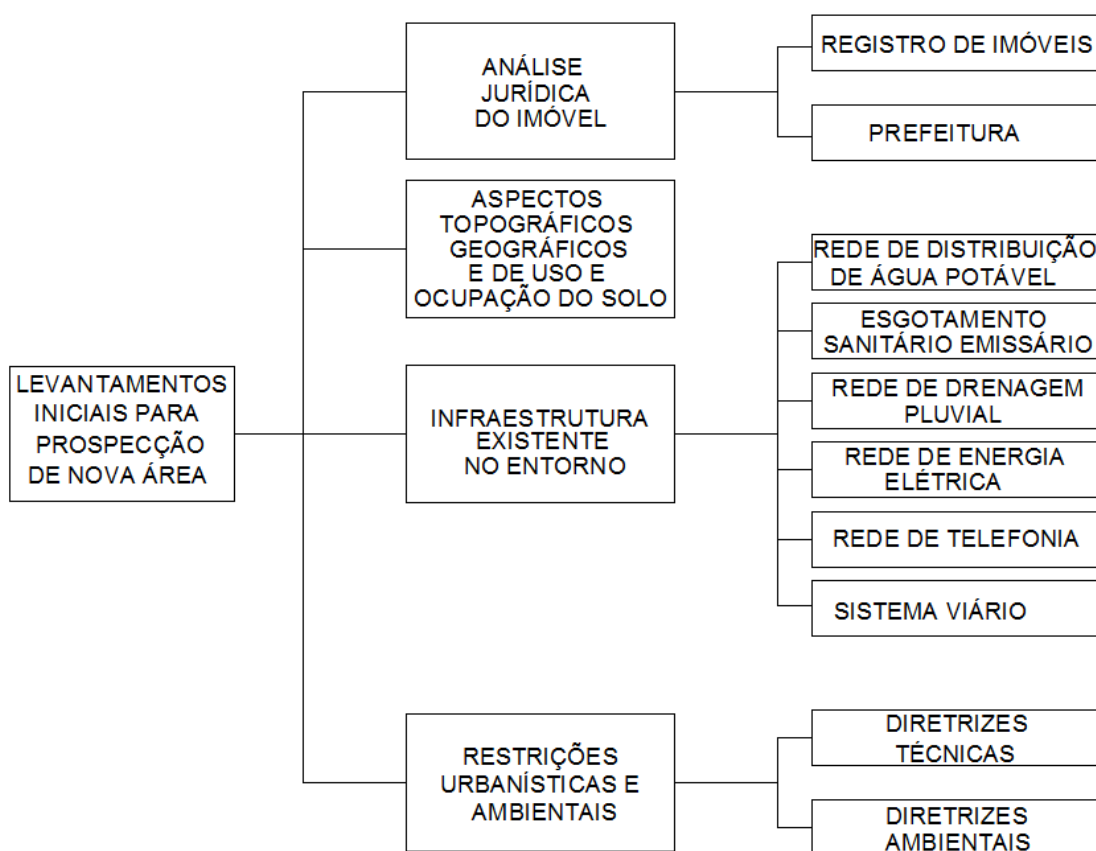 LEVANTAMENTOS
INICIAIS PARA
PROSPECÇÃO
DE NOVA ÁREA
ANÁLISE
JURÍDICA
DO IMÓVEL
REGISTRO DE IMÓVEIS
PREFEITURA
ASPECTOS
TOPOGRÁFICOS
GEOGRÁFICOS
E DE USO E
OCUPAÇÃO DO SOLO
INFRAESTRUTURA
EXISTENTE
NO ENTORNO
REDE DE DISTRIBUIÇÃO
DE ÁGUA POTÁVEL
ESGOTAMENTO
SANITÁRIO EMISSÁRIO
REDE DE DRENAGEM
PLUVIAL
REDE DE ENERGIA
ELÉTRICA
REDE DE TELEFONIA
SISTEMA VIÁRIO
RESTRIÇÕES
URBANÍSTICAS E
AMBIENTAIS
DIRETRIZES
TÉCNICAS
DIRETRIZES
AMBIENTAIS